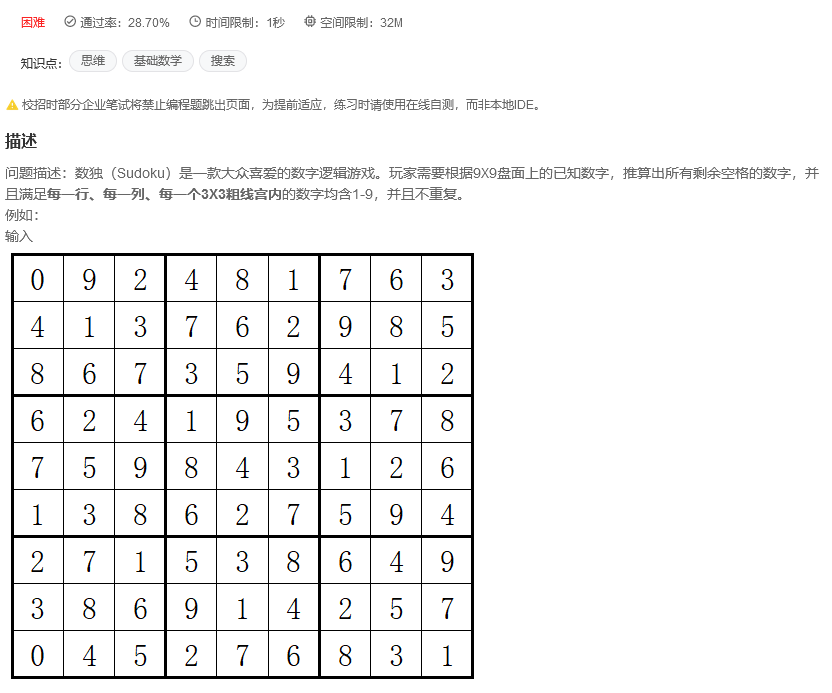 困难 通过率：28.70% 时间限制：1秒 空间限制：32M
知识点： 思维 基础数学 搜索
校招时部分企业笔试将禁止编程题跳出页面，为提前适应，练习时请使用在线自测，而非本地IDE。
描述
问题描述：数独（Sudoku）是一款大众喜爱的数字逻辑游戏。玩家需要根据9X9盘面上的已知数字，推算出所有剩余空格的数字，并
且满足每一行、每一列、每一个3X3粗线宫内的数字均含1-9，并且不重复。
例如：
输入
0 9 2 4 8 1 7 6 3
4 1 3 7 6 2 9 8 5
8 6 7 3 5 9 4 1 2
6 2 4 1 9 5 3 7 8
7 5 9 8 4 3 1 2 6
1 3 8 6 2 7 5 9 4
2 7 1 5 3 8 6 4 9
3 8 6 9 1 4 2 5 7
0 4 5 2 7 6 8 3 1